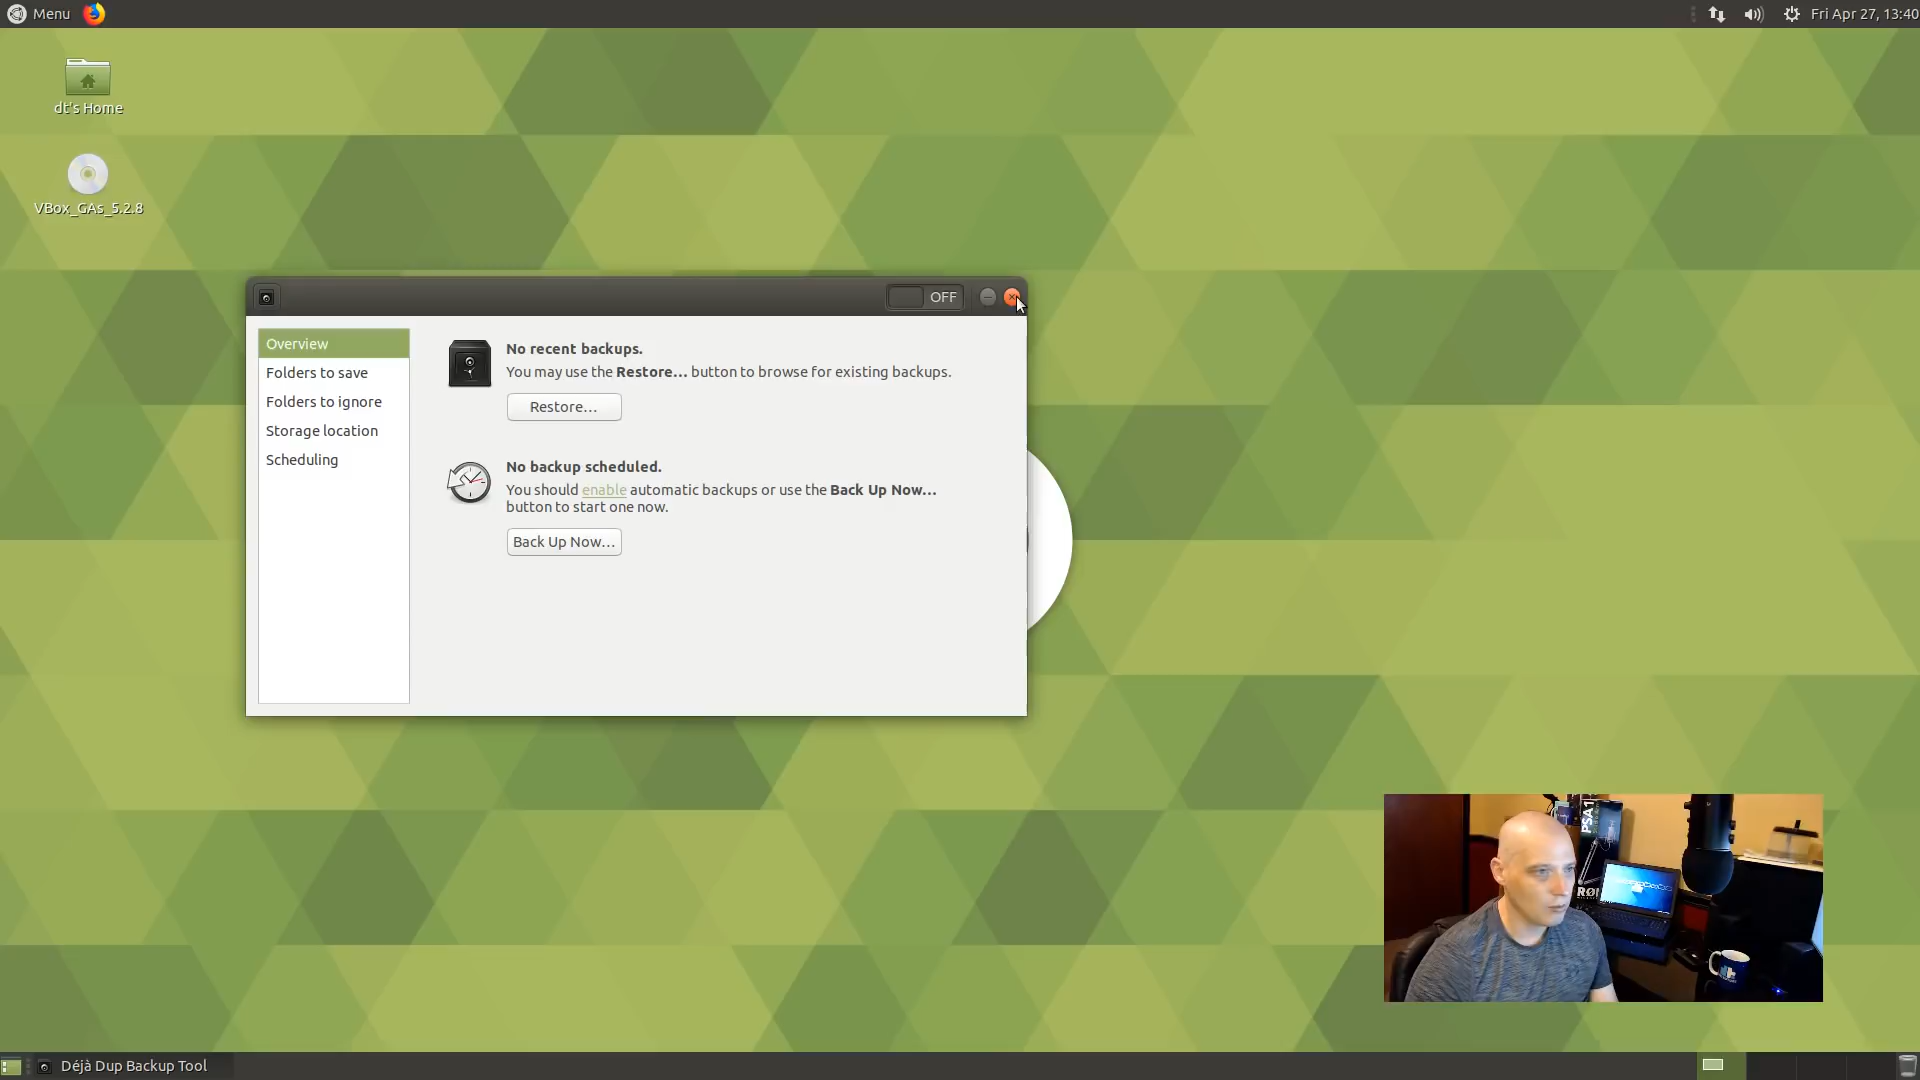 Menu
Fri Apr 27, 13:40
dt's Home
VBox_GAs_5.2.8
OFF
Overview
Folders to save
Folders to ignore
Storage location
Scheduling
No recent backups.
You may use the Restore... button to browse for existing backups.
Restore...
No backup scheduled.
You should enable automatic backups or use the Back Up Now...
button to start one now.
Back Up Now...
PSA1
RØ
Déjà Dup Backup Tool